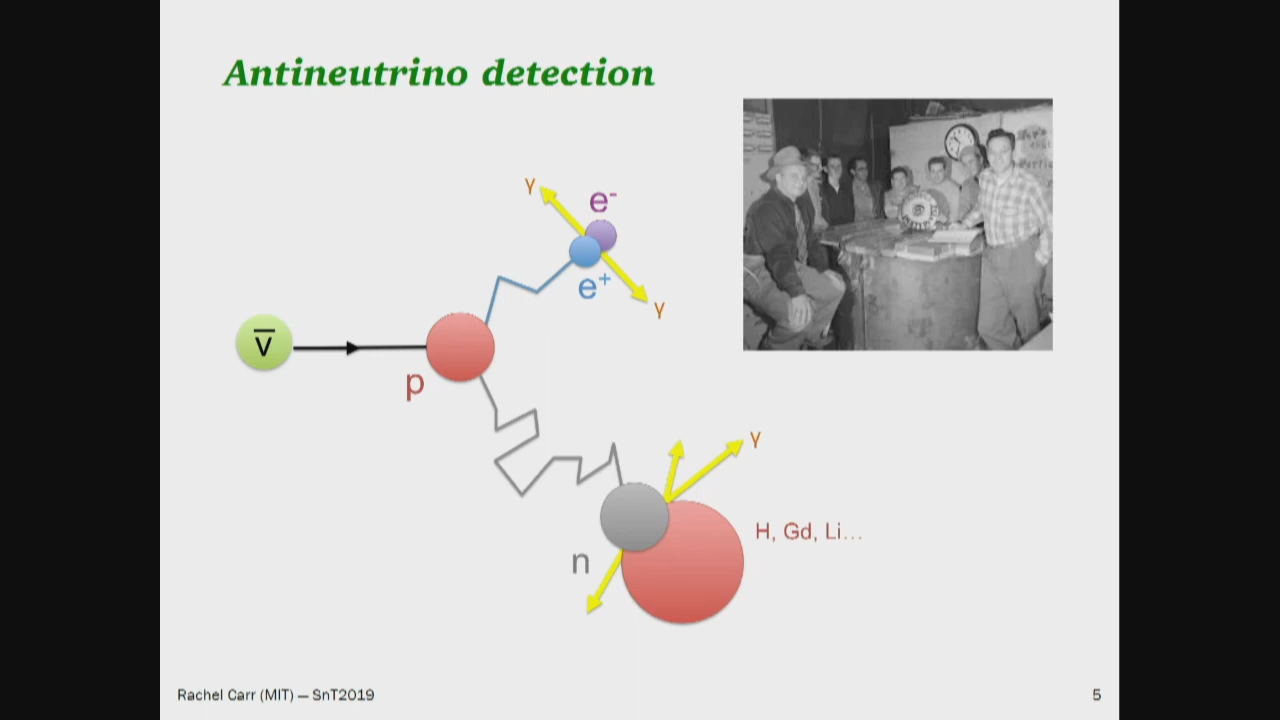 Antineutrino detection
γ
e-
e+
γ
ν̅
p
γ
H, Gd, Li...
n
Rachel Carr (MIT) — SnT2019
5